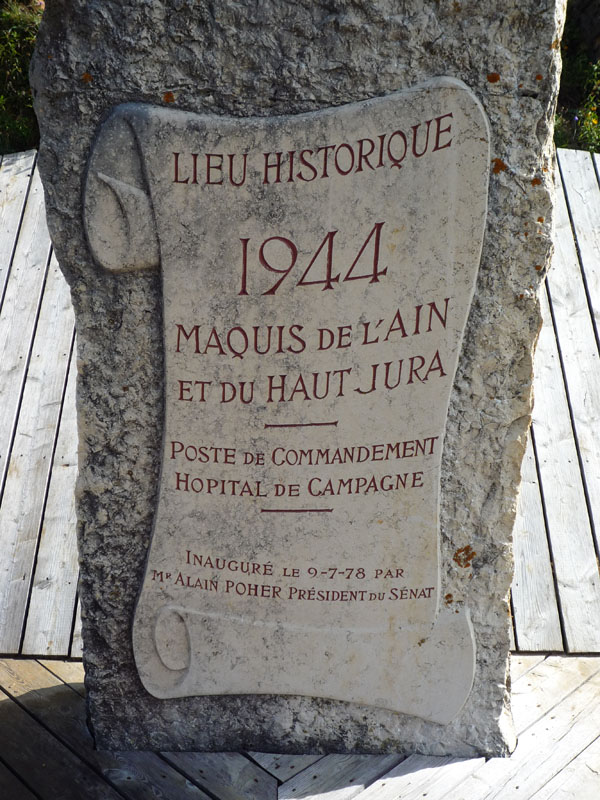 LIEU HISTORIQUE
1944
MAQUIS DE L'AIN
ET DU HAUT JURA
POSTE DE COMMANDEMENT
HOPITAL DE CAMPAGNE
INAUGURÉ LE 9-7-78 PAR
MR ALAIN POHER PRÉSIDENT DU SÉNAT